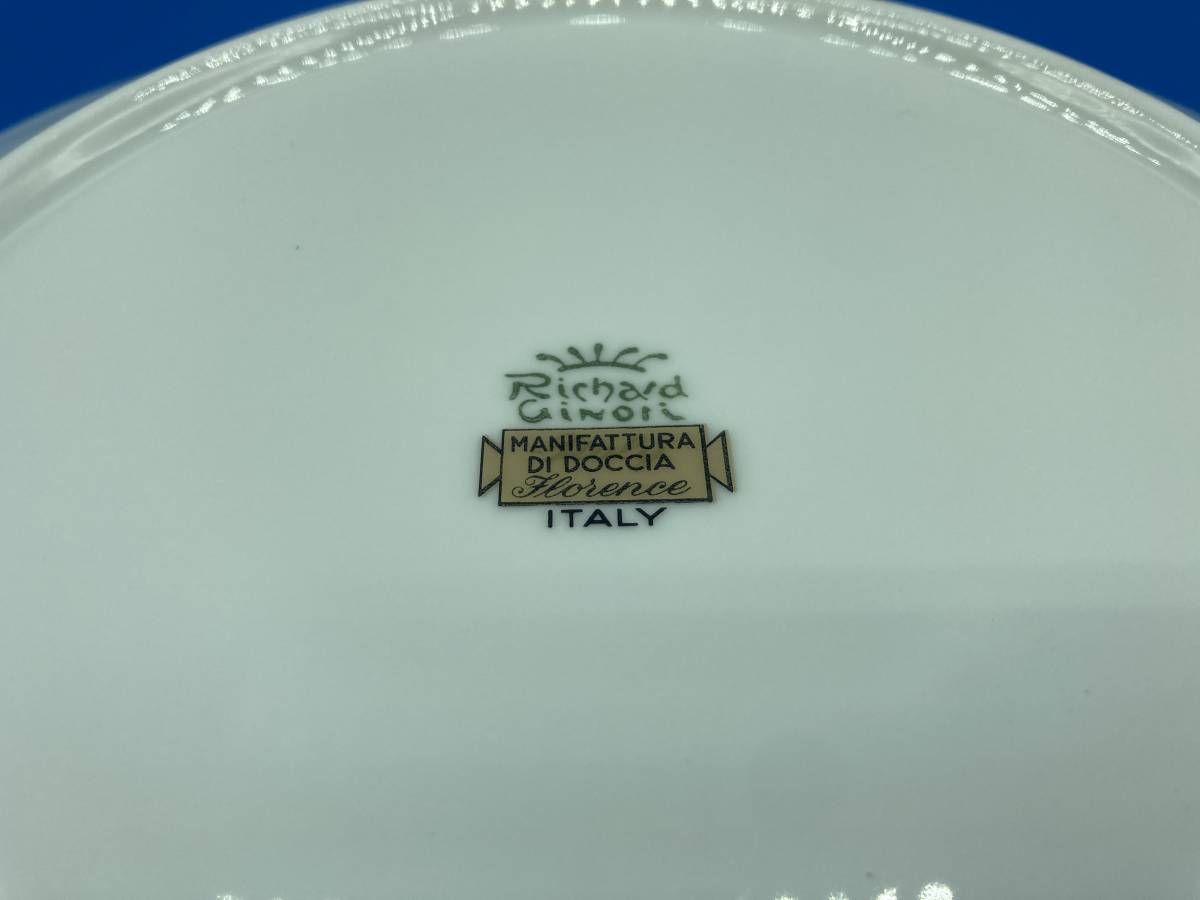 Richard
Ginori
MANIFATTURA
DI DOCCIA
Florence
ITALY